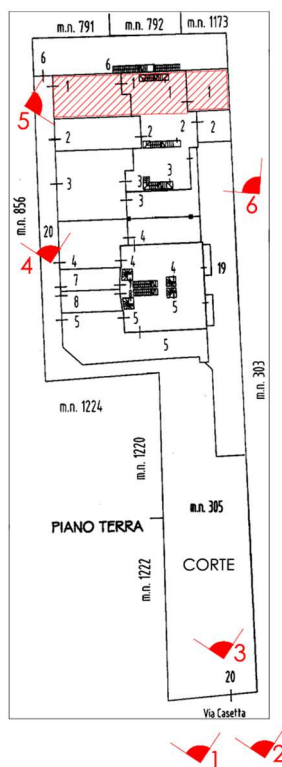 m.n. 791 m.n. 792 m.n. 1173
6 6
1 1 1
5
2 2 2 2
3 3 3
3
6
m.n. 856
20
4
4 4 4
7
8
19
5 5 5
5
m.n. 303
m.n. 1224
m.n. 1220
PIANO TERRA
m.n. 305
m.n. 1222
CORTE
3
20
Via Casetta
1 2